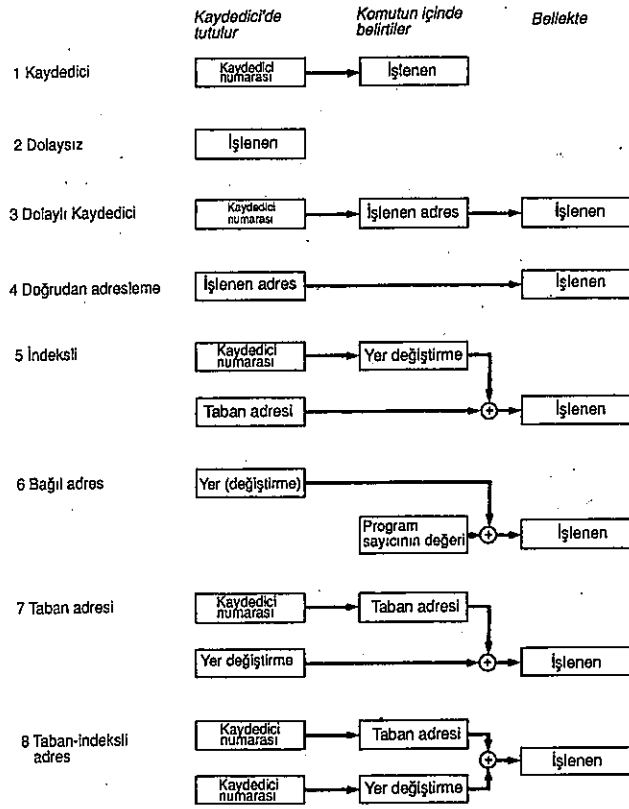 Kaydedici'de tutulur
Komutun içinde belirtiler
Bellekte
1 Kaydedici
Kaydedici numarası
İşlenen
2 Dolaysız
İşlenen
3 Dolaylı Kaydedici
Kaydedici numarası
İşlenen adres
İşlenen
4 Doğrudan adresleme
İşlenen adres
İşlenen
5 İndeksli
Kaydedici numarası
Yer değiştirme
Taban adresi
+
İşlenen
6 Bağıl adres
Yer (değiştirme)
Program sayıcının değeri
+
İşlenen
7 Taban adresi
Kaydedici numarası
Taban adresi
Yer değiştirme
+
İşlenen
8 Taban-indeksli adres
Kaydedici numarası
Taban adresi
+
İşlenen
Kaydedici numarası
Yer değiştirme